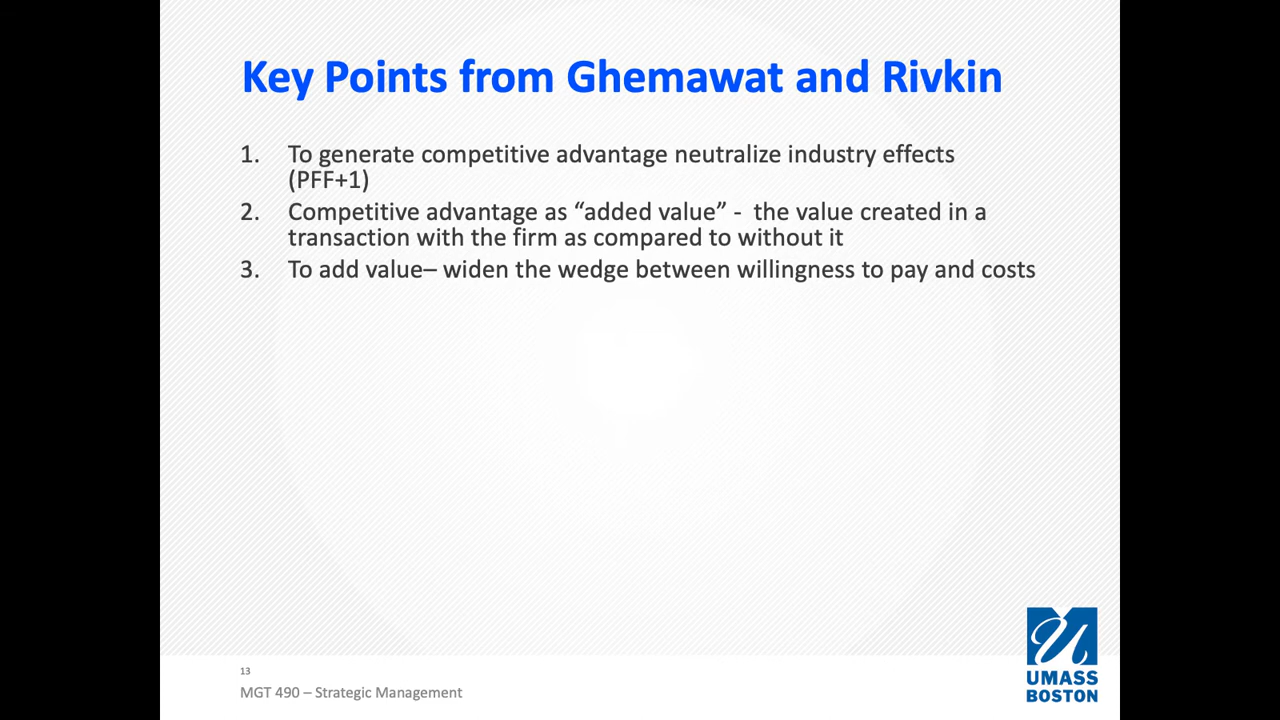 Key Points from Ghemawat and Rivkin
1. To generate competitive advantage neutralize industry effects
(PFF+1)
2. Competitive advantage as “added value” - the value created in a
transaction with the firm as compared to without it
3. To add value– widen the wedge between willingness to pay and costs
13
MGT 490 – Strategic Management
UMASS
BOSTON